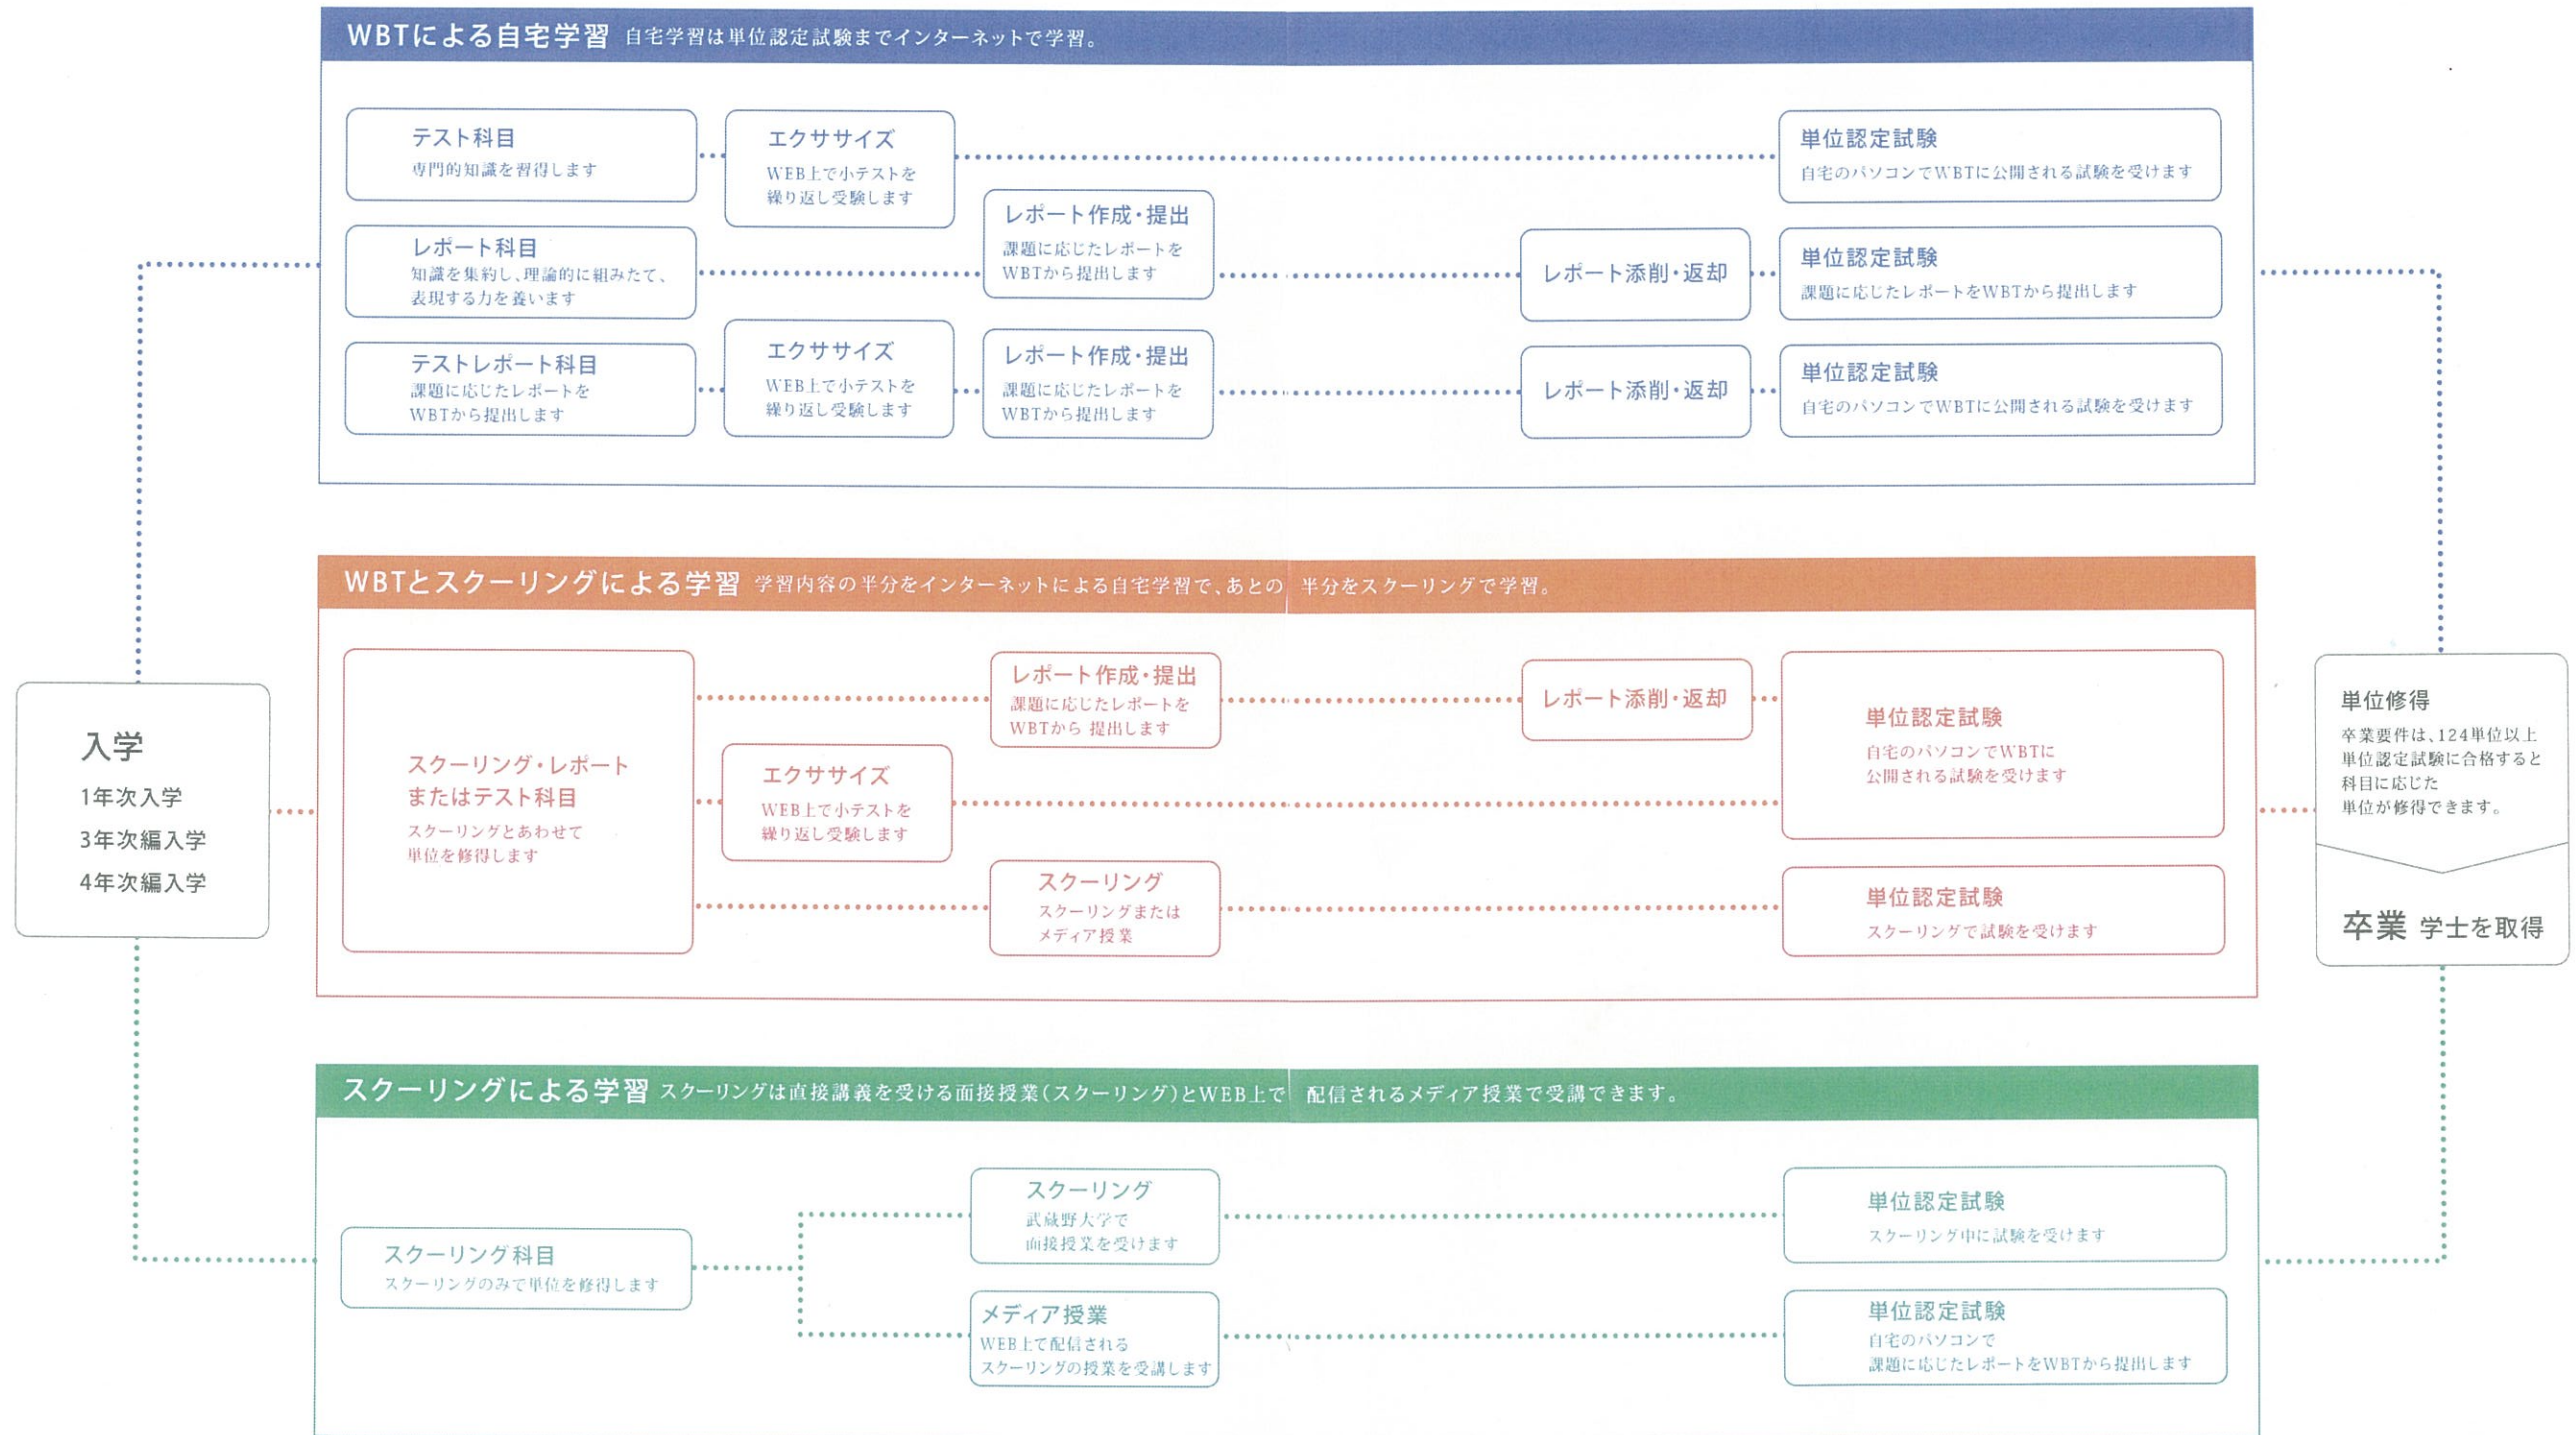 WBTによる自宅学習 自宅学習は単位認定試験までインターネットで学習。
テスト科目
専門的知識を習得します
エクササイズ
WEB上で小テストを
繰り返し受験します
単位認定試験
自宅のパソコンでWBTに公開される試験を受けます
レポート科目
知識を集約し、理論的に組みたて、
表現する力を養います
レポート作成・提出
課題に応じたレポートを
WBTから提出します
レポート添削・返却
単位認定試験
課題に応じたレポートをWBTから提出します
テストレポート科目
課題に応じたレポートを
WBTから提出します
エクササイズ
WEB上で小テストを
繰り返し受験します
レポート作成・提出
課題に応じたレポートを
WBTから提出します
レポート添削・返却
単位認定試験
自宅のパソコンでWBTに公開される試験を受けます
入学
1年次入学
3年次編入学
4年次編入学
WBTとスクーリングによる学習 学習内容の半分をインターネットによる自宅学習で、あとの 半分をスクーリングで学習。
スクーリング・レポート
またはテスト科目
スクーリングとあわせて
単位を修得します
レポート作成・提出
課題に応じたレポートを
WBTから 提出します
レポート添削・返却
エクササイズ
WEB上で小テストを
繰り返し受験します
単位認定試験
自宅のパソコンでWBTに
公開される試験を受けます
スクーリング
スクーリングまたは
メディア授業
単位認定試験
スクーリングで試験を受けます
スクーリングによる学習 スクーリングは直接講義を受ける面接授業(スクーリング)とWEB上で 配信されるメディア授業で受講できます。
スクーリング科目
スクーリングのみで単位を修得します
スクーリング
武蔵野大学で
面接授業を受けます
単位認定試験
スクーリング中に試験を受けます
メディア授業
WEB上で配信される
スクーリングの授業を受講します
単位認定試験
自宅のパソコンで
課題に応じたレポートをWBTから提出します
単位修得
卒業要件は、124単位以上
単位認定試験に合格すると
科目に応じた
単位が修得できます。
卒業 学士を取得